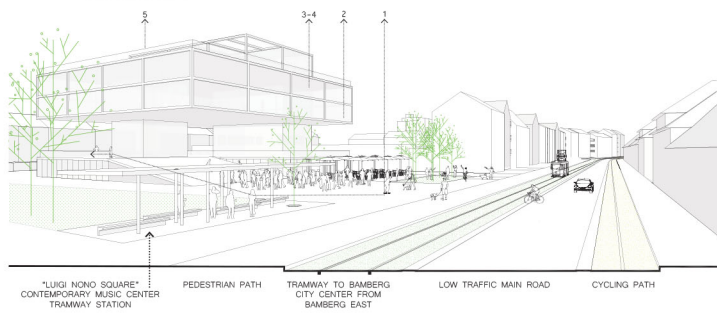 5
3-4
2
1
"LUIGI NONO SQUARE"
CONTEMPORARY MUSIC CENTER
TRAMWAY STATION
PEDESTRIAN PATH
TRAMWAY TO BAMBERG
CITY CENTER FROM
BAMBERG EAST
LOW TRAFFIC MAIN ROAD
CYCLING PATH